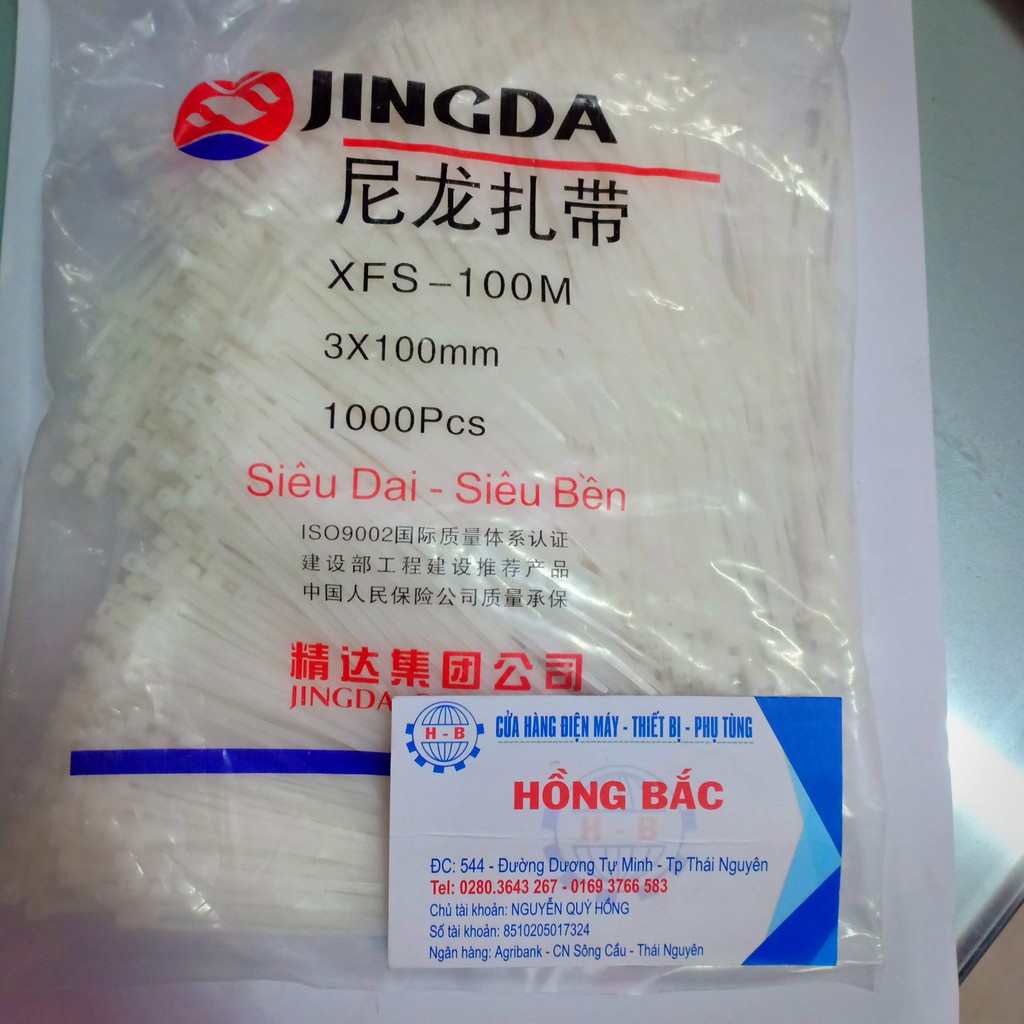 JINGDA
尼龙扎带
XFS-100M
3X100mm
1000Pcs
Siêu Dai - Siêu Bền
ISO9002国际质量体系认证
建设部工程建设推荐产品
中国人民保险公司质量承保
精达集团公司
JINGDA
H-B
CỬA HÀNG ĐIỆN MÁY - THIẾT BỊ - PHỤ TÙNG
HỒNG BẮC
H-B
ĐC: 544 - Đường Dương Tự Minh - Tp Thái Nguyên
Tel: 0280.3643 267 - 0169 3766 583
Chủ tài khoản: NGUYỄN QUÝ HỒNG
Số tài khoản: 8510205017324
Ngân hàng: Agribank - CN Sông Cầu - Thái Nguyên